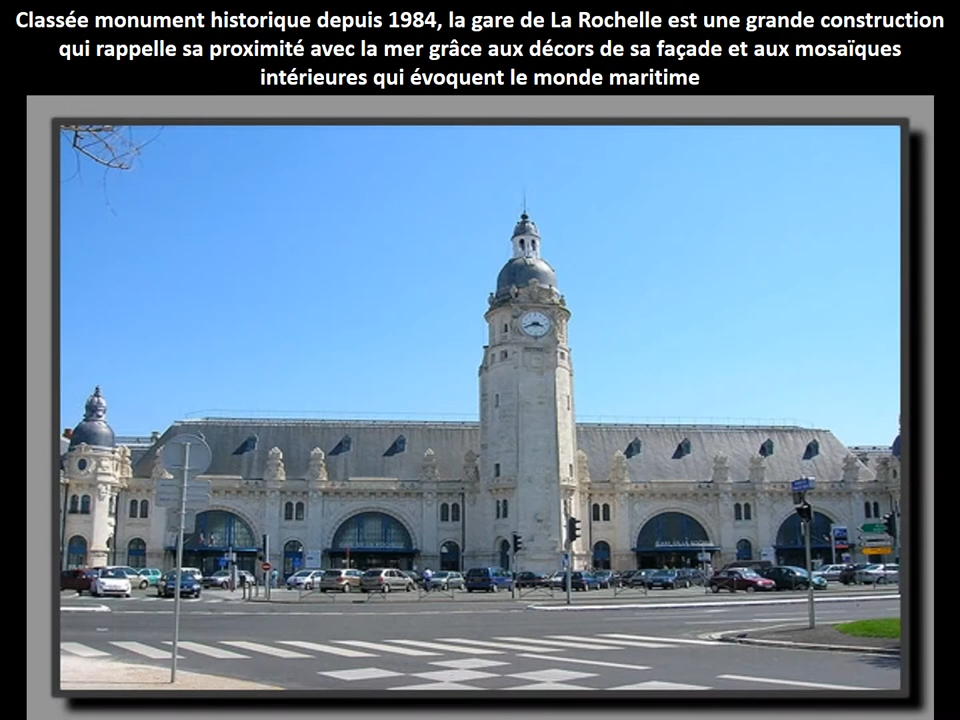 Classée monument historique depuis 1984, la gare de La Rochelle est une grande construction
qui rappelle sa proximité avec la mer grâce aux décors de sa façade et aux mosaïques
intérieures qui évoquent le monde maritime